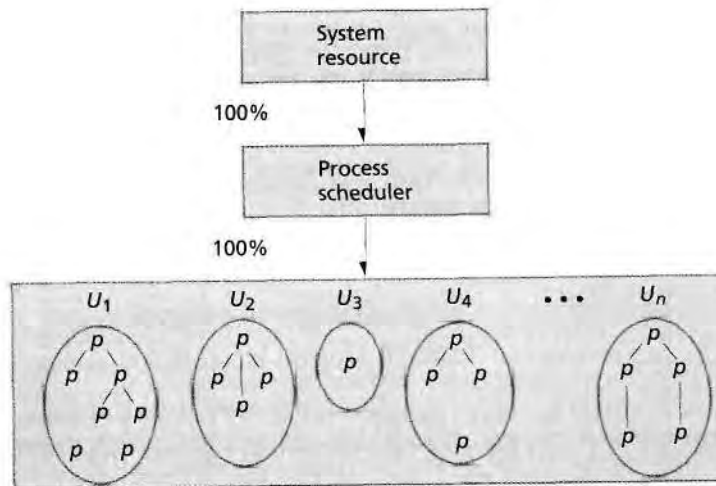 System
resource
100%
Process
scheduler
100%
U₁ U₂ U₃ U₄ • • • Uₙ
p p p p
p
p p p p p p p p p
p p p
p p p p p